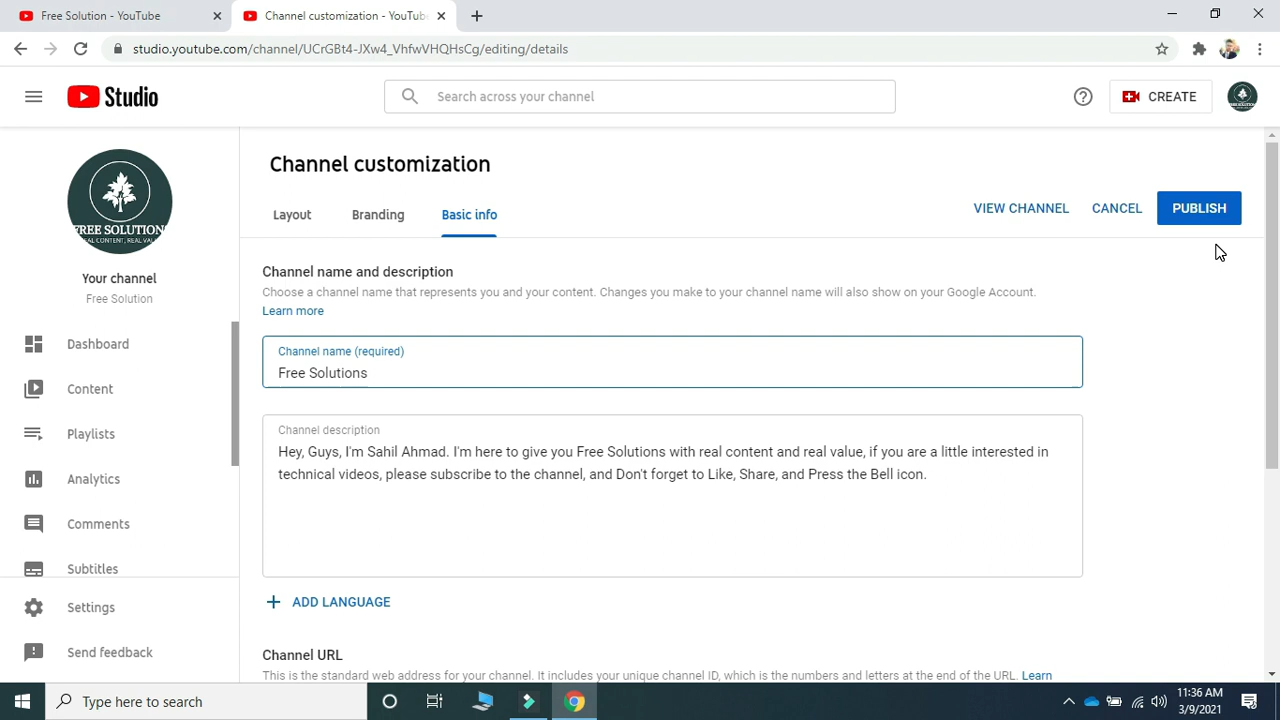 Free Solution - YouTube
Channel customization - YouTube
studio.youtube.com/channel/UCrGBt4-JXw4_VhfwVHQHsCg/editing/details
Studio
Search across your channel
CREATE
Channel customization
Layout
Branding
Basic info
VIEW CHANNEL
CANCEL
PUBLISH
FREE SOLUTION
REAL CONTENT, REAL VALUE
Your channel
Free Solution
Dashboard
Content
Playlists
Analytics
Comments
Subtitles
Settings
Send feedback
Channel name and description
Choose a channel name that represents you and your content. Changes you make to your channel name will also show on your Google Account.
Learn more
Channel name (required)
Free Solutions
Channel description
Hey, Guys, I'm Sahil Ahmad. I'm here to give you Free Solutions with real content and real value, if you are a little interested in
technical videos, please subscribe to the channel, and Don't forget to Like, Share, and Press the Bell icon.
ADD LANGUAGE
Channel URL
This is the standard web address for your channel. It includes your unique channel ID, which is the numbers and letters at the end of the URL. Learn
Type here to search
11:36 AM
3/9/2021